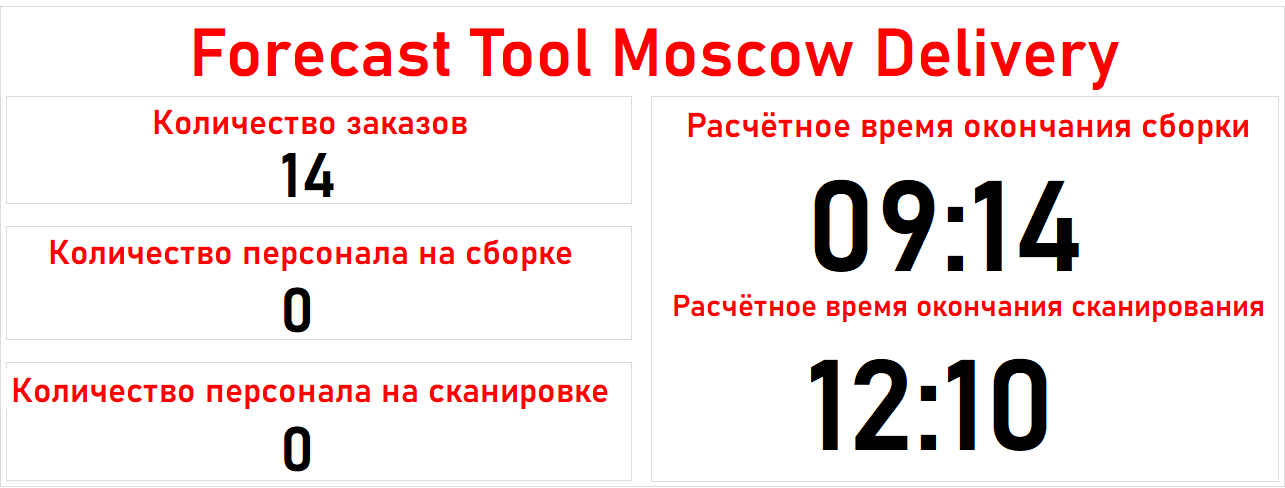 Forecast Tool Moscow Delivery
Количество заказов
14
Количество персонала на сборке
0
Количество персонала на сканировке
0
Расчётное время окончания сборки
09:14
Расчётное время окончания сканирования
12:10